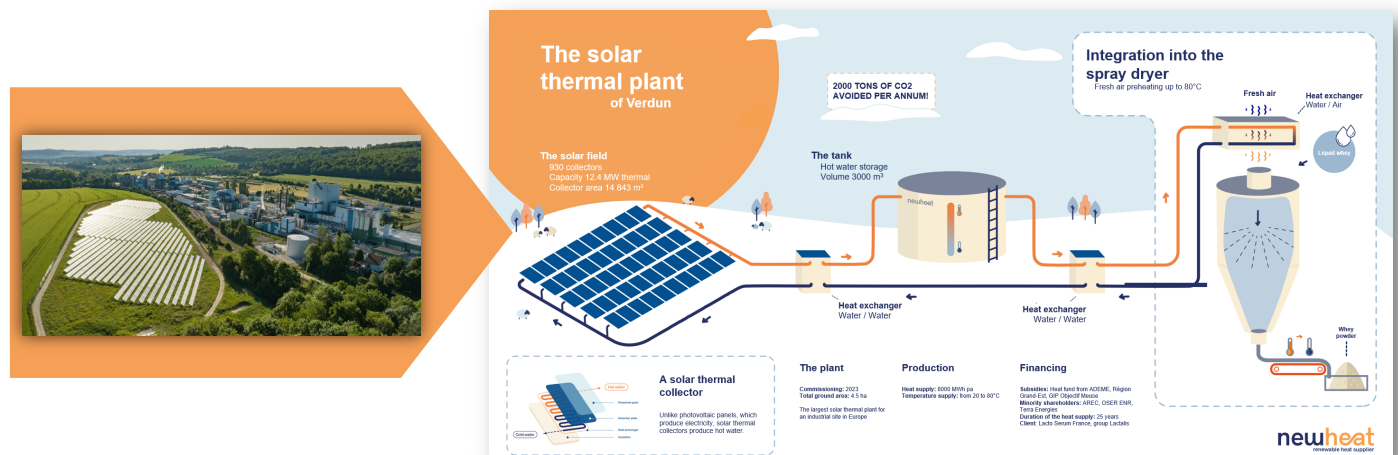 The solar
thermal plant
of Verdun
The solar field
930 collectors
Capacity 12.4 MW thermal
Collector area 14 843 m²
2000 TONS OF CO2
AVOIDED PER ANNUM!
The tank
Hot water storage
Volume 3000 m³
newheat
Integration into the
spray dryer
Fresh air preheating up to 80°C
Fresh air
Heat exchanger
Water / Air
Liquid whey
Heat exchanger
Water / Water
Heat exchanger
Water / Water
Whey
powder
Hot water
Cold water
Absorber plate
Heat exchanger
Insulation
A solar thermal
collector
Unlike photovoltaic panels, which
produce electricity, solar thermal
collectors produce hot water.
The plant
Commissioning: 2023
Total ground area: 4.5 ha
The largest solar thermal plant for
an industrial site in Europe
Production
Heat supply: 8000 MWh pa
Temperature supply: from 20 to 80°C
Financing
Subsidies: Heat fund from ADEME, Région
Grand-Est, GIP Objectif Meuse
Minority shareholders: AREC, OSER ENR,
Terra Energies
Duration of the heat supply: 25 years
Client: Lacto Serum France, group Lactalis
newheat
renewable heat supplier